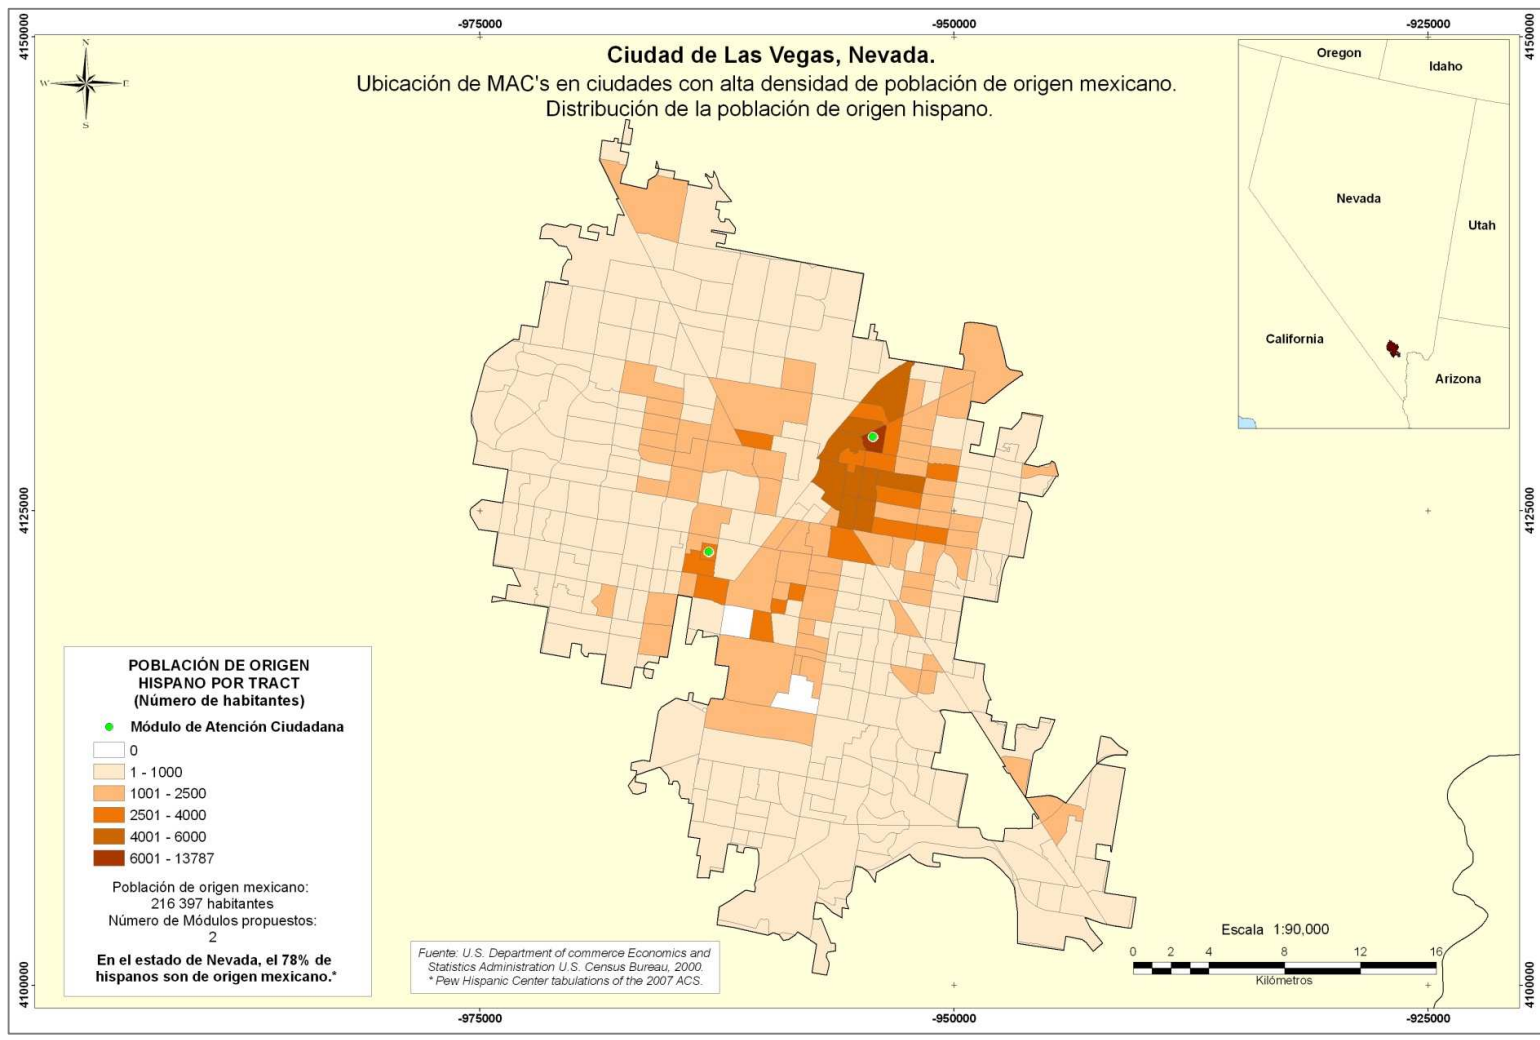 -975000
-950000
-925000
4150000
4150000
Ciudad de Las Vegas, Nevada.
Ubicación de MAC's en ciudades con alta densidad de población de origen mexicano.
Distribución de la población de origen hispano.
N
W
E
S
Oregon
Idaho
Nevada
Utah
California
Arizona
4125000
4125000
POBLACIÓN DE ORIGEN
HISPANO POR TRACT
(Número de habitantes)
Módulo de Atención Ciudadana
0
1 - 1000
1001 - 2500
2501 - 4000
4001 - 6000
6001 - 13787
Población de origen mexicano:
216 397 habitantes
Número de Módulos propuestos:
2
En el estado de Nevada, el 78% de
hispanos son de origen mexicano.*
Fuente: U.S. Department of commerce Economics and
Statistics Administration U.S. Census Bureau, 2000.
* Pew Hispanic Center tabulations of the 2007 ACS.
Escala 1:90,000
0 2 4 8 12 16
Kilómetros
4100000
4100000
-975000
-950000
-925000